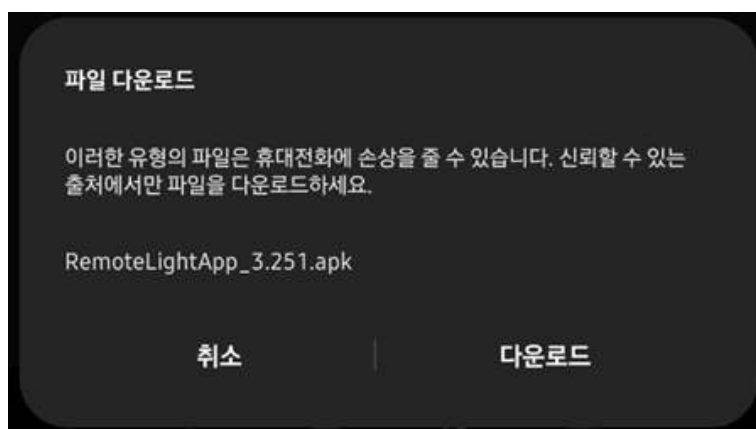 파일 다운로드
이러한 유형의 파일은 휴대전화에 손상을 줄 수 있습니다. 신뢰할 수 있는
출처에서만 파일을 다운로드하세요.
RemoteLightApp_3.251.apk
취소
다운로드